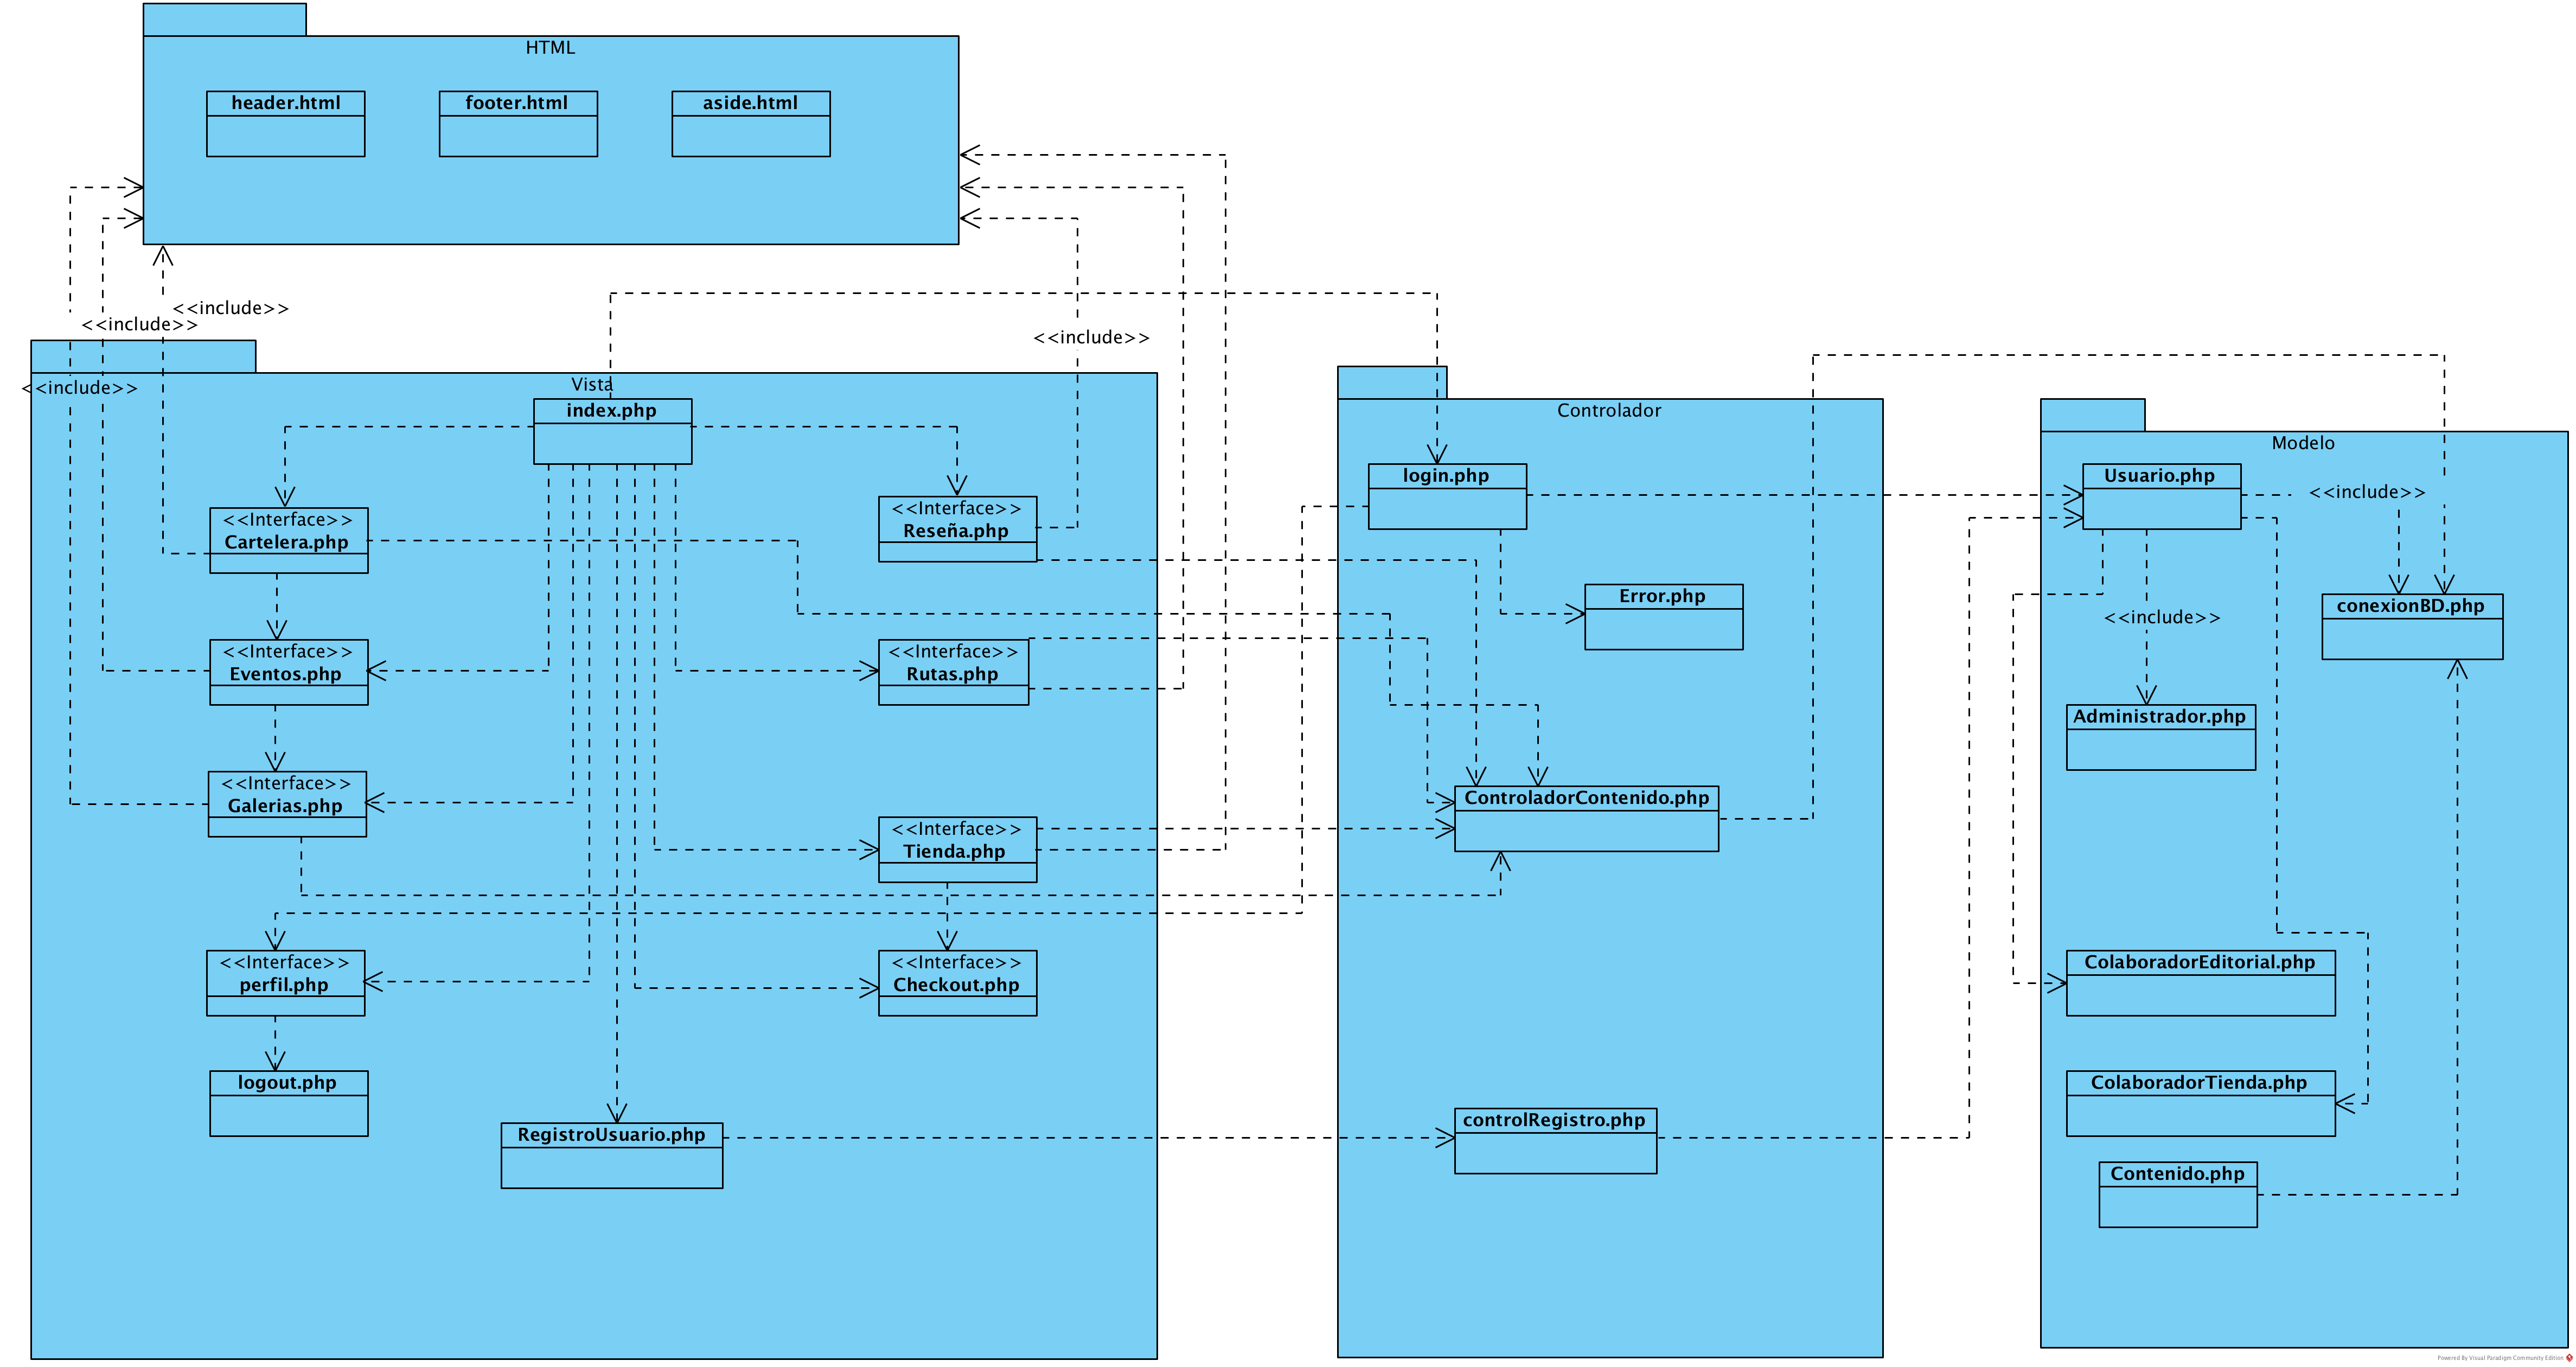 HTML
header.html
footer.html
aside.html
<<include>>
<<include>>
<<include>>
<<include>>
Vista
index.php
<<Interface>>
Cartelera.php
<<Interface>>
Reseña.php
<<Interface>>
Eventos.php
<<Interface>>
Rutas.php
<<Interface>>
Galerias.php
<<Interface>>
Tienda.php
<<Interface>>
perfil.php
<<Interface>>
Checkout.php
logout.php
RegistroUsuario.php
Controlador
login.php
Error.php
ControladorContenido.php
controlRegistro.php
Modelo
Usuario.php
<<include>>
conexionBD.php
<<include>>
Administrador.php
ColaboradorEditorial.php
ColaboradorTienda.php
Contenido.php
Powered By Visual Paradigm Community Edition